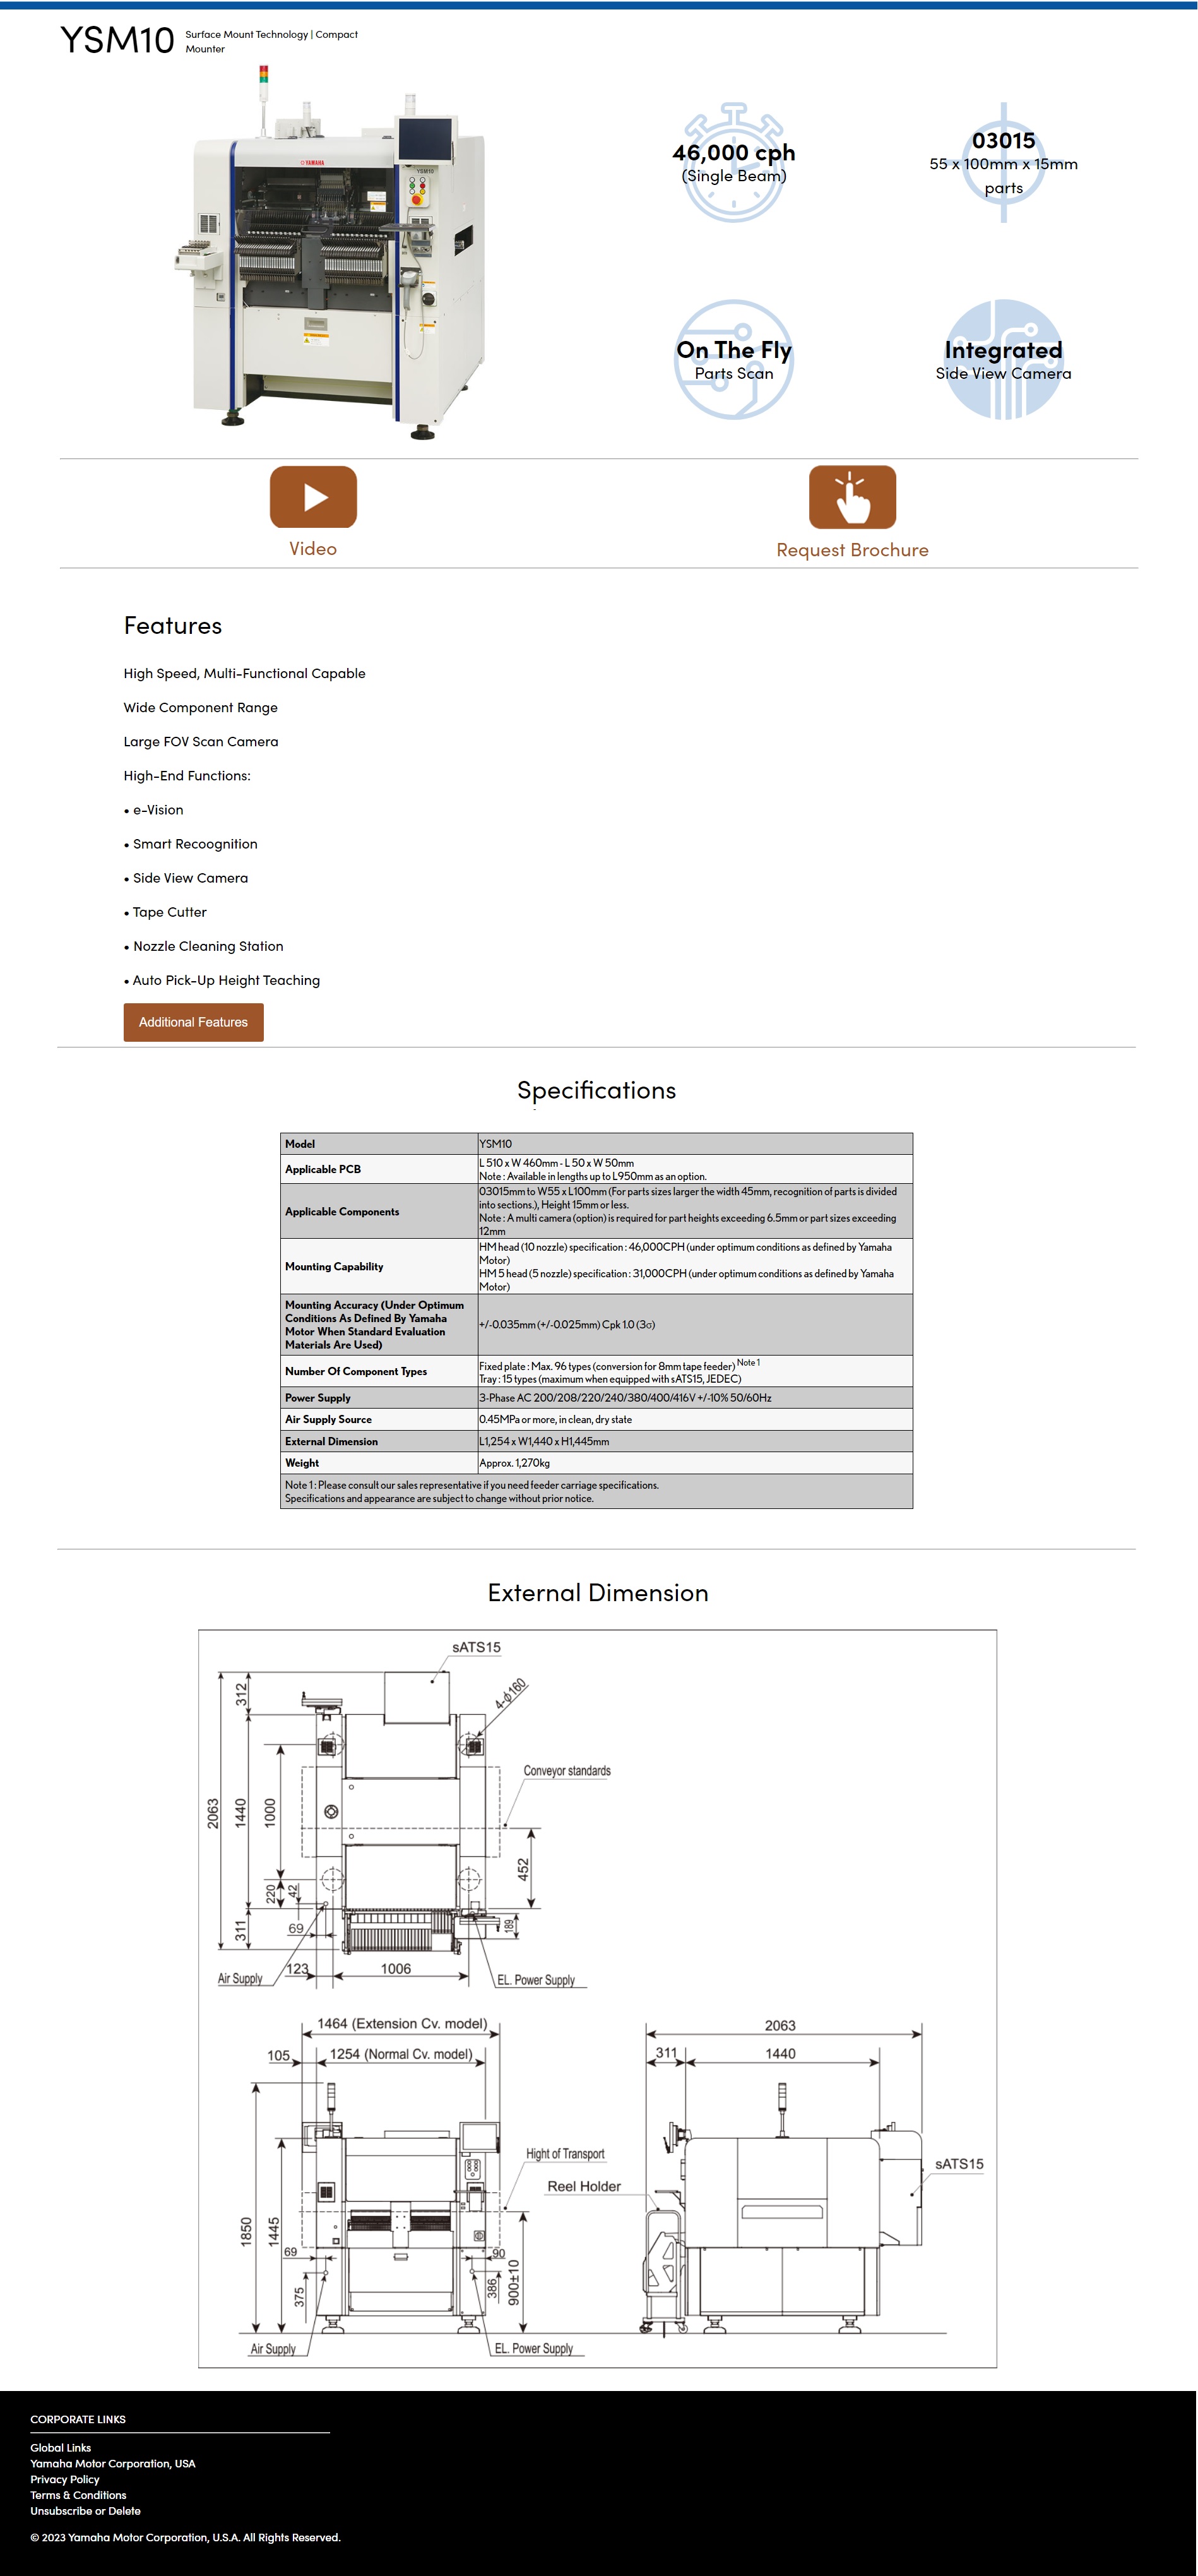 YSM10
Surface Mount Technology | Compact
Mounter
YAMAHA
YSM10
46,000 cph
(Single Beam)
03015
55 x 100mm x 15mm
parts
On The Fly
Parts Scan
Integrated
Side View Camera
Video
Request Brochure
Features
High Speed, Multi-Functional Capable
Wide Component Range
Large FOV Scan Camera
High-End Functions:
• e-Vision
• Smart Recoognition
• Side View Camera
• Tape Cutter
• Nozzle Cleaning Station
• Auto Pick-Up Height Teaching
Additional Features
Specifications
Model
YSM10
Applicable PCB
L 510 x W 460mm - L 50 x W 50mm
Note : Available in lengths up to L950mm as an option.
Applicable Components
03015mm to W55 x L100mm (For parts sizes larger the width 45mm, recognition of parts is divided
into sections.), Height 15mm or less.
Note : A multi camera (option) is required for part heights exceeding 6.5mm or part sizes exceeding
12mm
Mounting Capability
HM head (10 nozzle) specification : 46,000CPH (under optimum conditions as defined by Yamaha
Motor)
HM 5 head (5 nozzle) specification : 31,000CPH (under optimum conditions as defined by Yamaha
Motor)
Mounting Accuracy (Under Optimum
Conditions As Defined By Yamaha
Motor When Standard Evaluation
Materials Are Used)
+/-0.035mm (+/-0.025mm) Cpk 1.0 (3σ)
Number Of Component Types
Fixed plate : Max. 96 types (conversion for 8mm tape feeder) Note 1
Tray : 15 types (maximum when equipped with sATS15, JEDEC)
Power Supply
3-Phase AC 200/208/220/240/380/400/416V +/-10% 50/60Hz
Air Supply Source
0.45MPa or more, in clean, dry state
External Dimension
L1,254 x W1,440 x H1,445mm
Weight
Approx. 1,270kg
Note 1 : Please consult our sales representative if you need feeder carriage specifications.
Specifications and appearance are subject to change without prior notice.
External Dimension
sATS15
312
4-φ160
Conveyor standards
2063
1440
1000
452
220
42
311
69
189
Air Supply
123
1006
EL. Power Supply
1464 (Extension Cv. model)
2063
105
1254 (Normal Cv. model)
311
1440
Hight of Transport
sATS15
Reel Holder
1850
1445
69
90
375
386
900±10
Air Supply
EL. Power Supply
CORPORATE LINKS
Global Links
Yamaha Motor Corporation, USA
Privacy Policy
Terms & Conditions
Unsubscribe or Delete
© 2023 Yamaha Motor Corporation, U.S.A. All Rights Reserved.